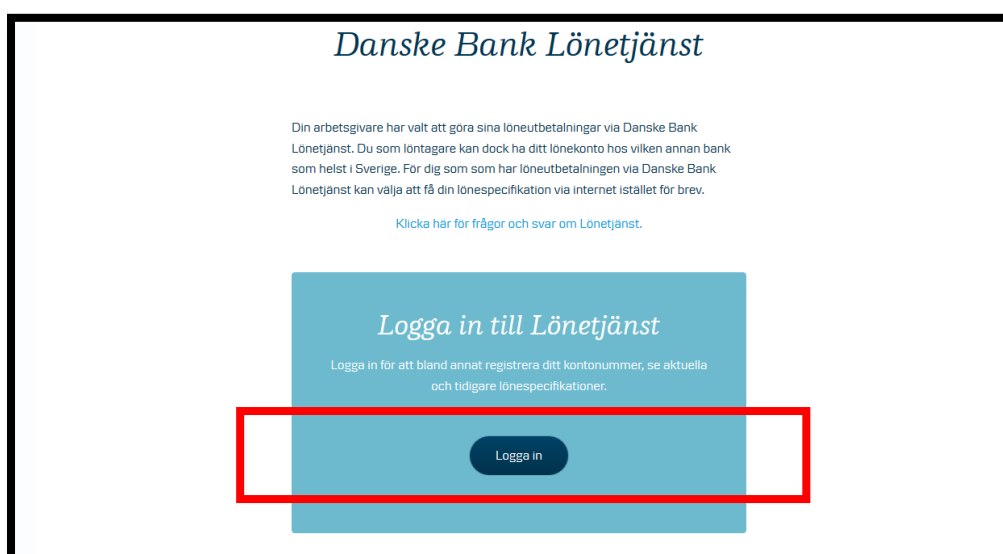 Danske Bank Lönetjänst
Din arbetsgivare har valt att göra sina löneutbetalningar via Danske Bank
Lönetjänst. Du som löntagare kan dock ha ditt lönekonto hos vilken annan bank
som helst i Sverige. För dig som som har löneutbetalningen via Danske Bank
Lönetjänst kan välja att få din lönespecifikation via internet istället för brev.
Klicka här för frågor och svar om Lönetjänst.
Logga in till Lönetjänst
Logga in för att bland annat registrera ditt kontonummer, se aktuella
och tidigare lönespecifikationer.
Logga in